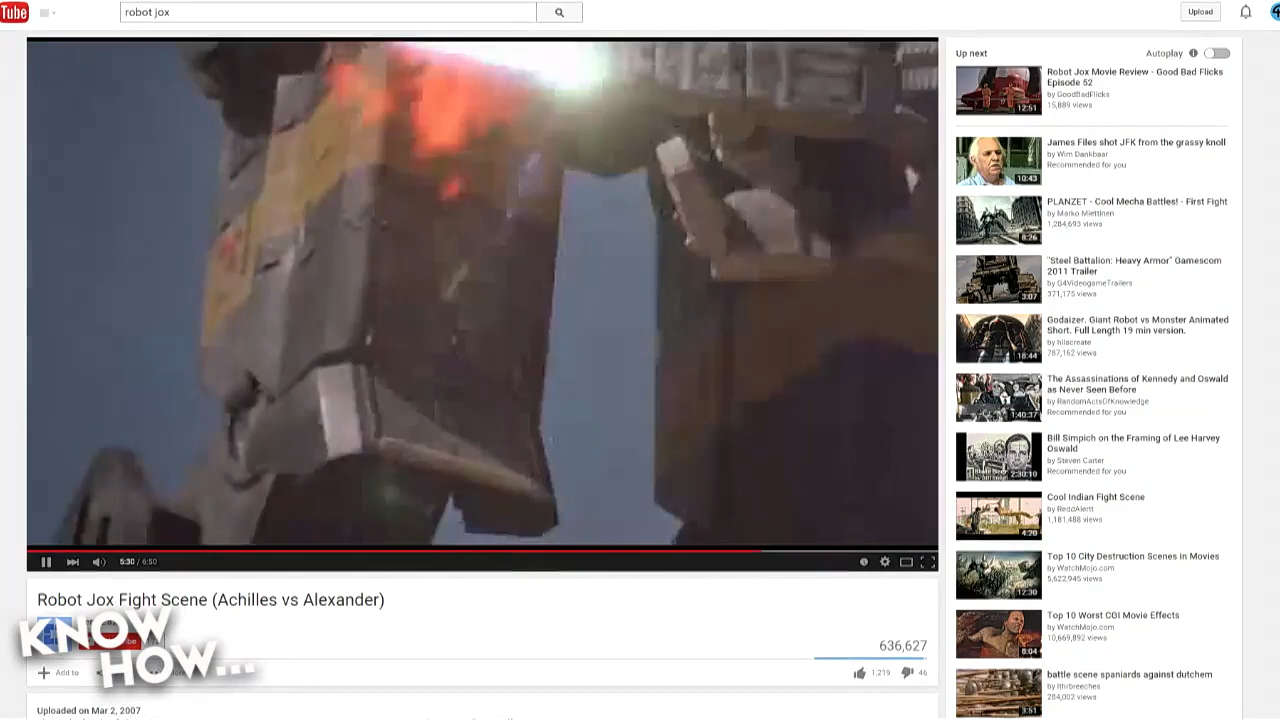 Tube
robot jox
Upload
Up next
Autoplay
Robot Jox Movie Review - Good Bad Flicks
Episode 52
by GoodBadFlicks
15,889 views
12:51
James Files shot JFK from the grassy knoll
by Wim Dankbaar
Recommended for you
10:43
PLANZET - Cool Mecha Battles! - First Fight
by Marko Miettinen
1,284,693 views
8:26
"Steel Battalion: Heavy Armor" Gamescom
2011 Trailer
by G4VideogameTrailers
371,175 views
3:07
Godaizer. Giant Robot vs Monster Animated
Short. Full Length 19 min version.
by hilscreate
787,162 views
18:44
The Assassinations of Kennedy and Oswald
as Never Seen Before
by RandomActsOfKnowledge
Recommended for you
1:40:37
Bill Simpich on the Framing of Lee Harvey
Oswald
by Steven Carter
Recommended for you
2:30:10
Cool Indian Fight Scene
by ReddAlertt
1,181,488 views
4:20
Top 10 City Destruction Scenes in Movies
by WatchMojo.com
5,622,945 views
12:30
Top 10 Worst CGI Movie Effects
by WatchMojo.com
10,669,892 views
8:04
battle scene spaniards against dutchem
284,002 views
3:51
5:30 / 6:50
Robot Jox Fight Scene (Achilles vs Alexander)
KNOW
HOW...
636,627
Add to
1,219
46
Uploaded on Mar 2, 2007